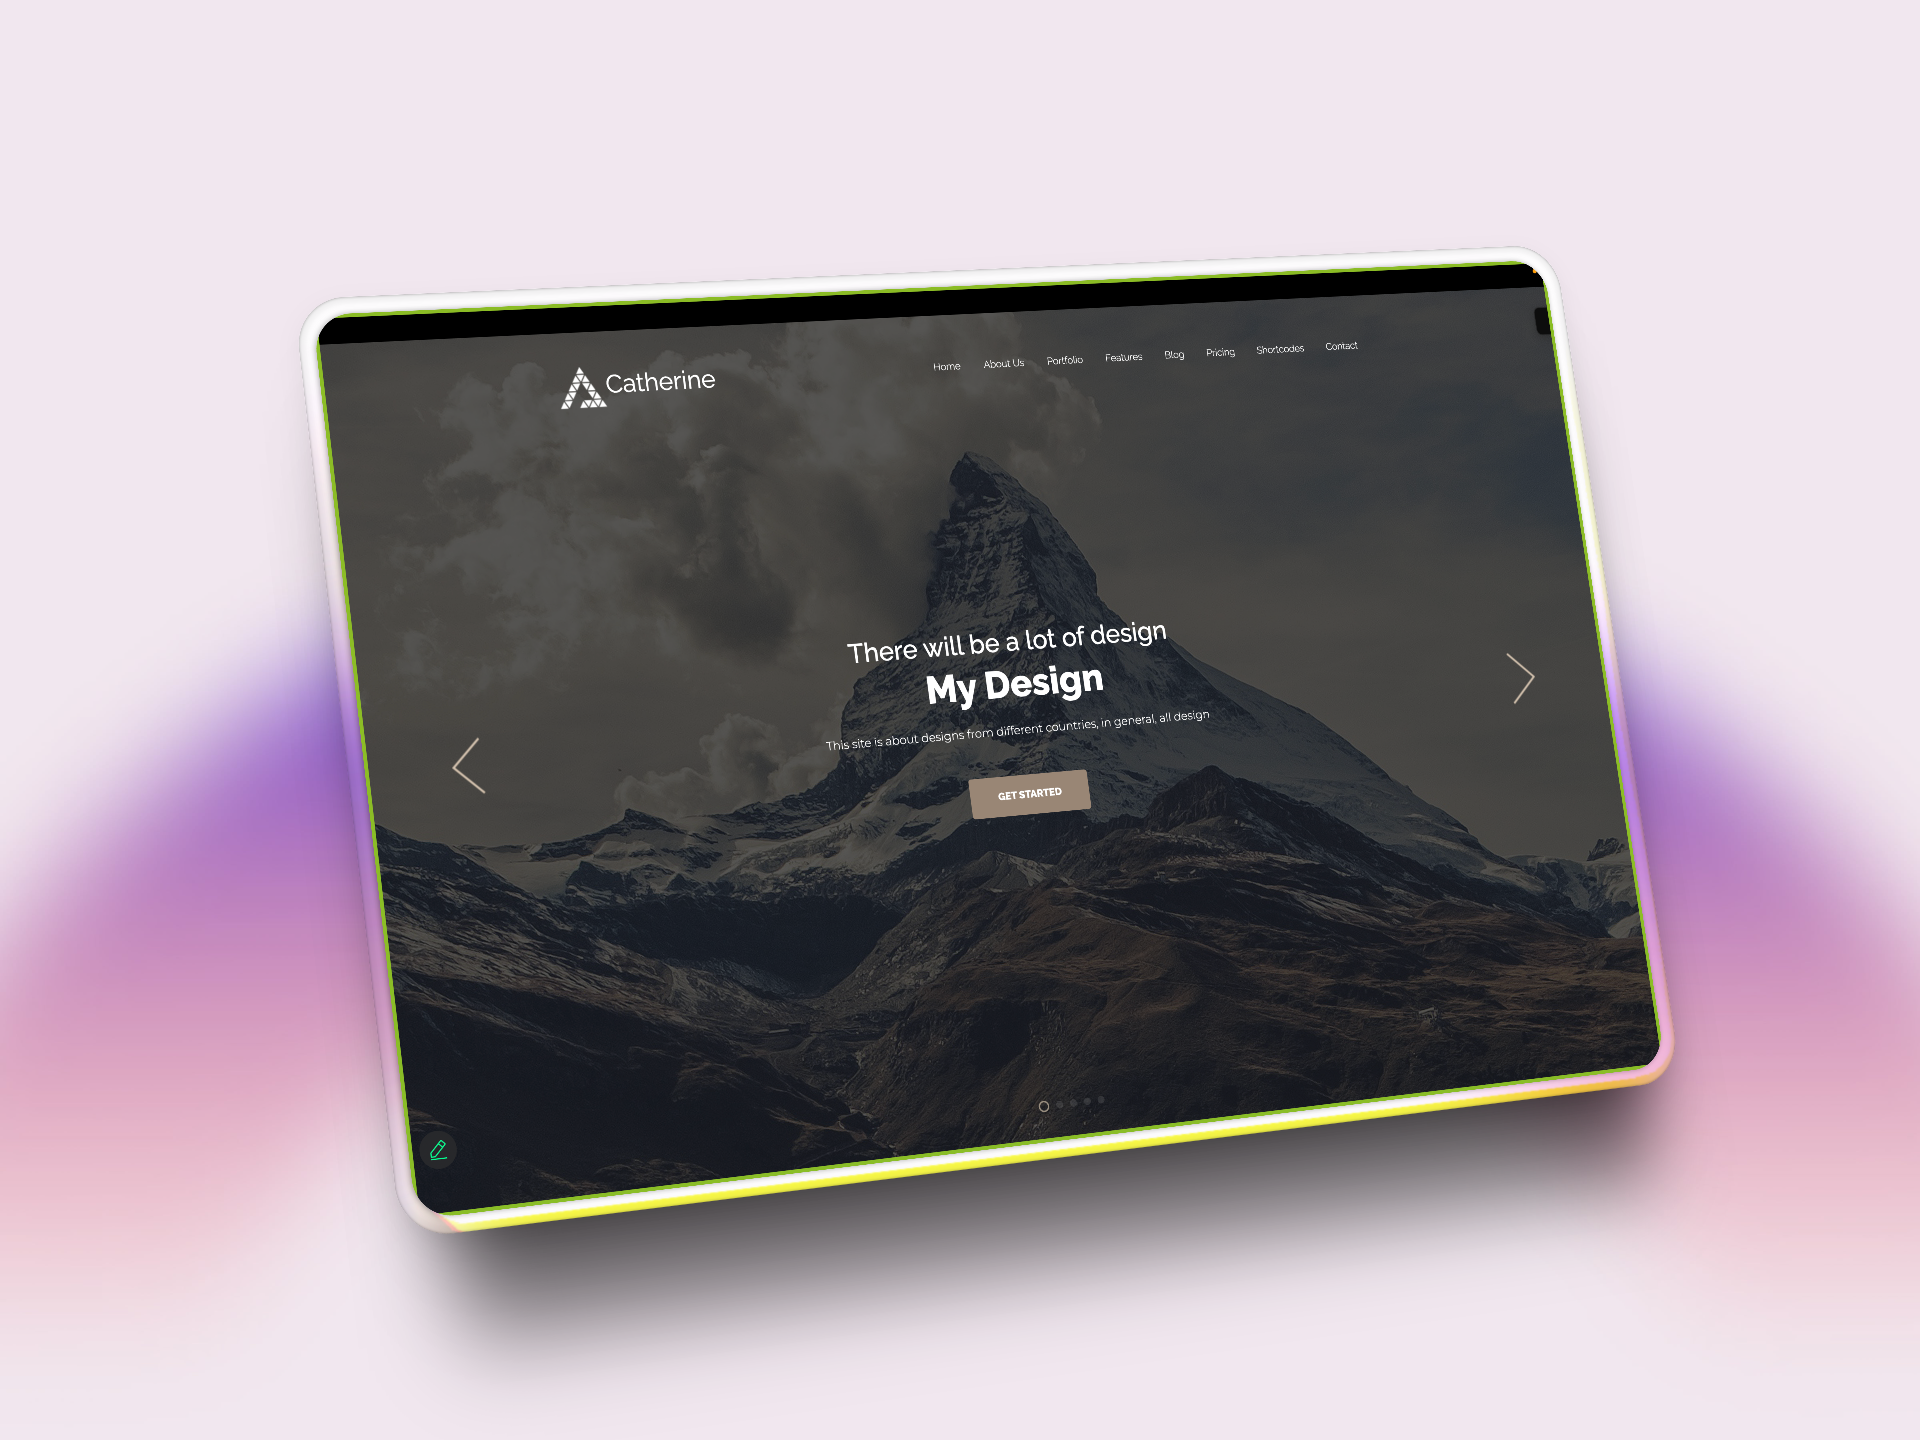 Catherine
Home About Us Portfolio Features Blog Pricing Shortcodes Contact
There will be a lot of design
My Design
This site is about designs from different countries, in general, all design
GET STARTED